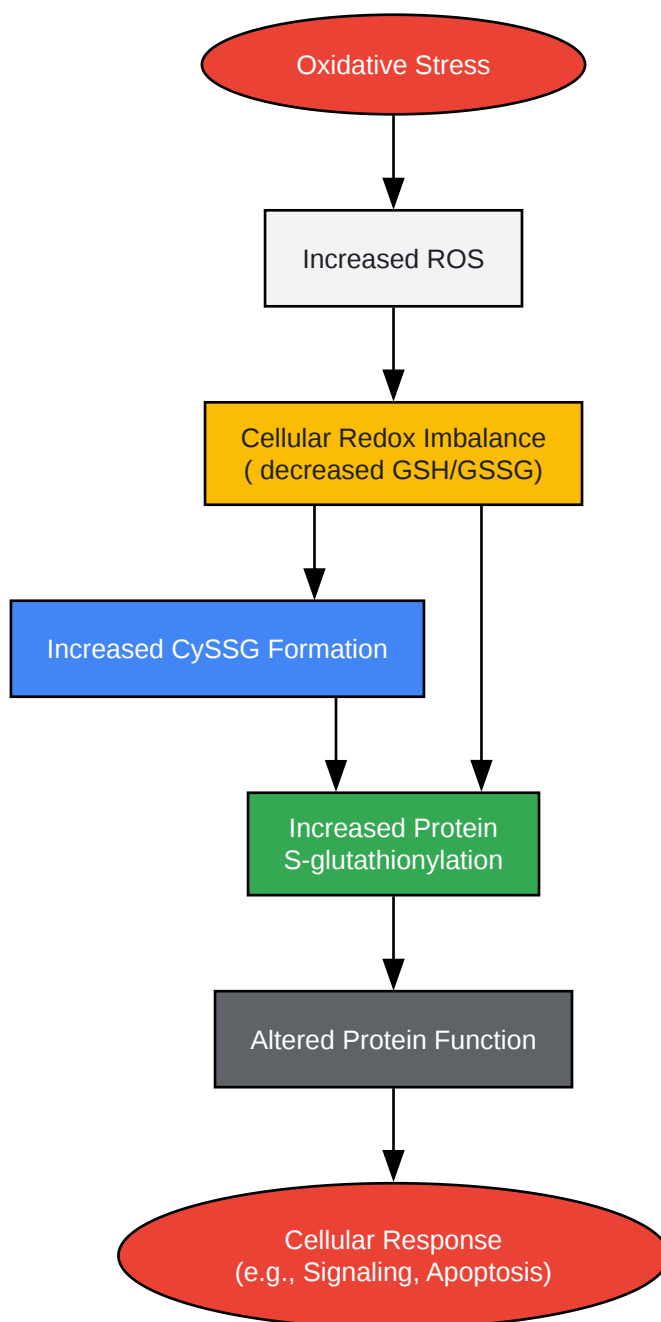 Oxidative Stress
Increased ROS
Cellular Redox Imbalance
( decreased GSH/GSSG)
Increased CySSG Formation
Increased Protein
S-glutathionylation
Altered Protein Function
Cellular Response
(e.g., Signaling, Apoptosis)